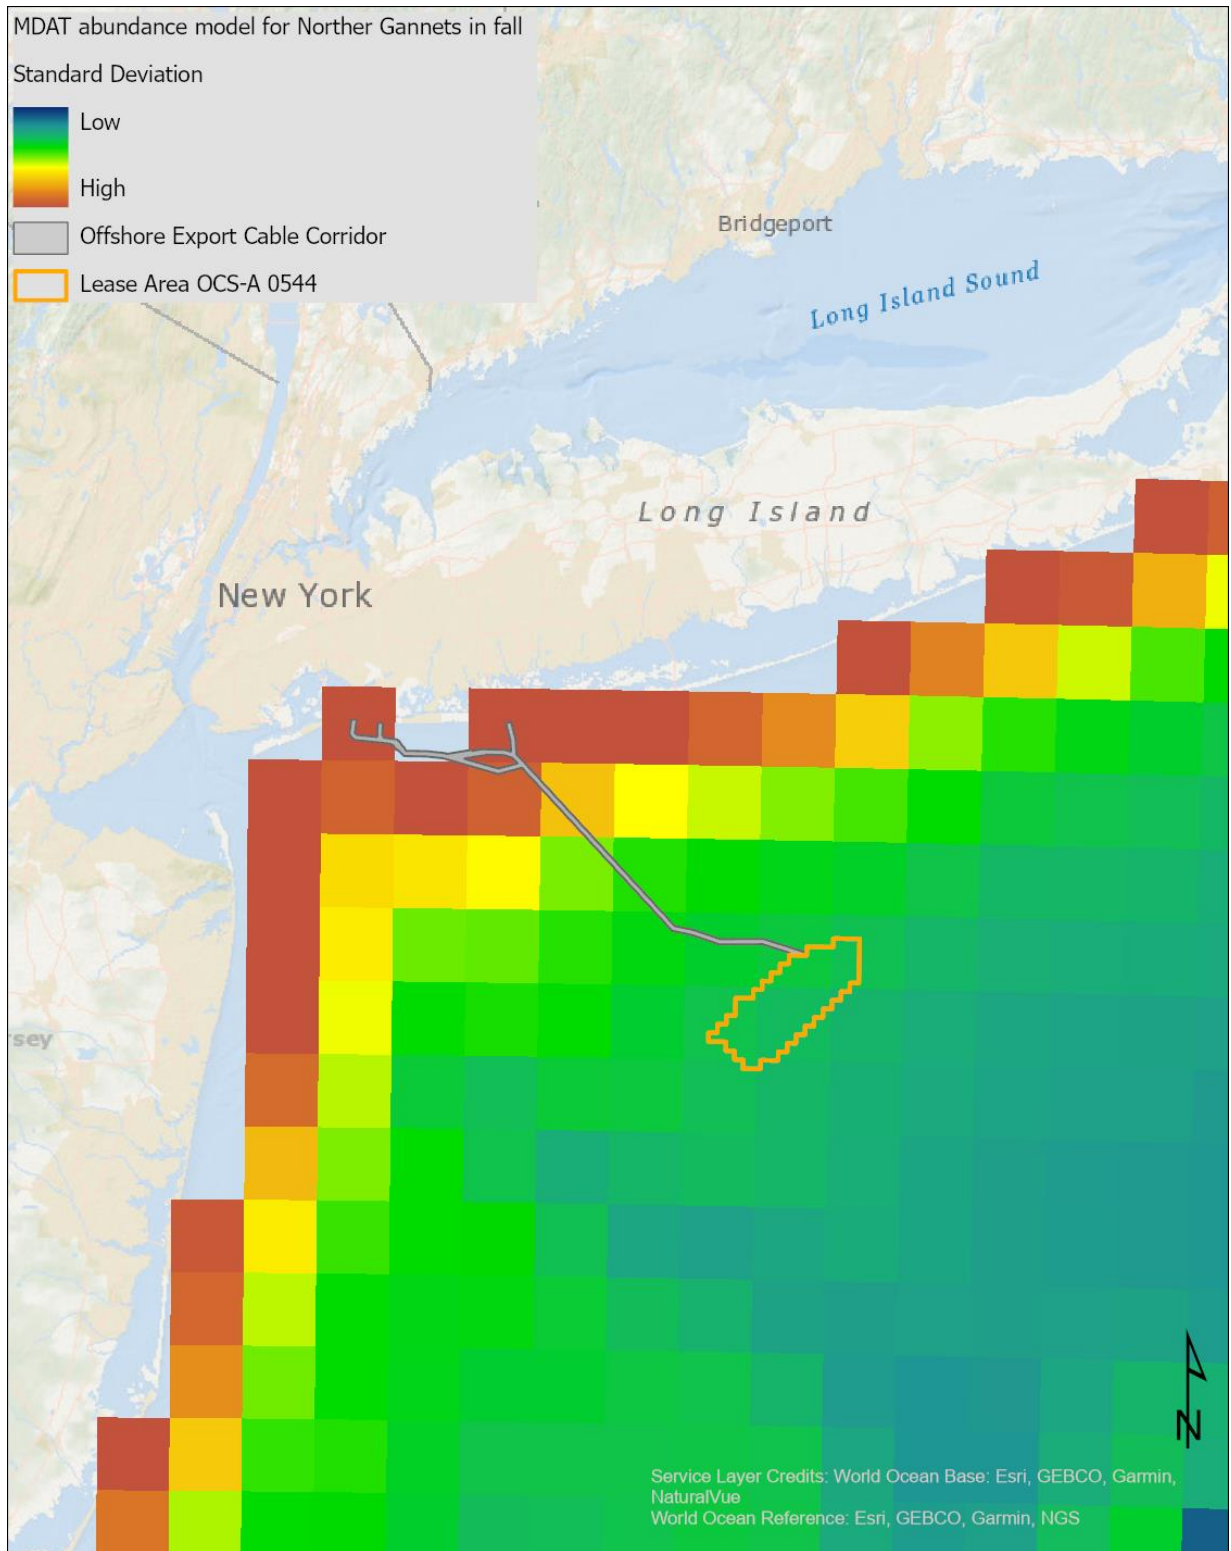 MDAT abundance model for Norther Gannets in fall
Standard Deviation
Low
High
Offshore Export Cable Corridor
Lease Area OCS-A 0544
Bridgeport
Long Island Sound
Long Island
New York
rsey
N
Service Layer Credits: World Ocean Base: Esri, GEBCO, Garmin,
NaturalVue
World Ocean Reference: Esri, GEBCO, Garmin, NGS